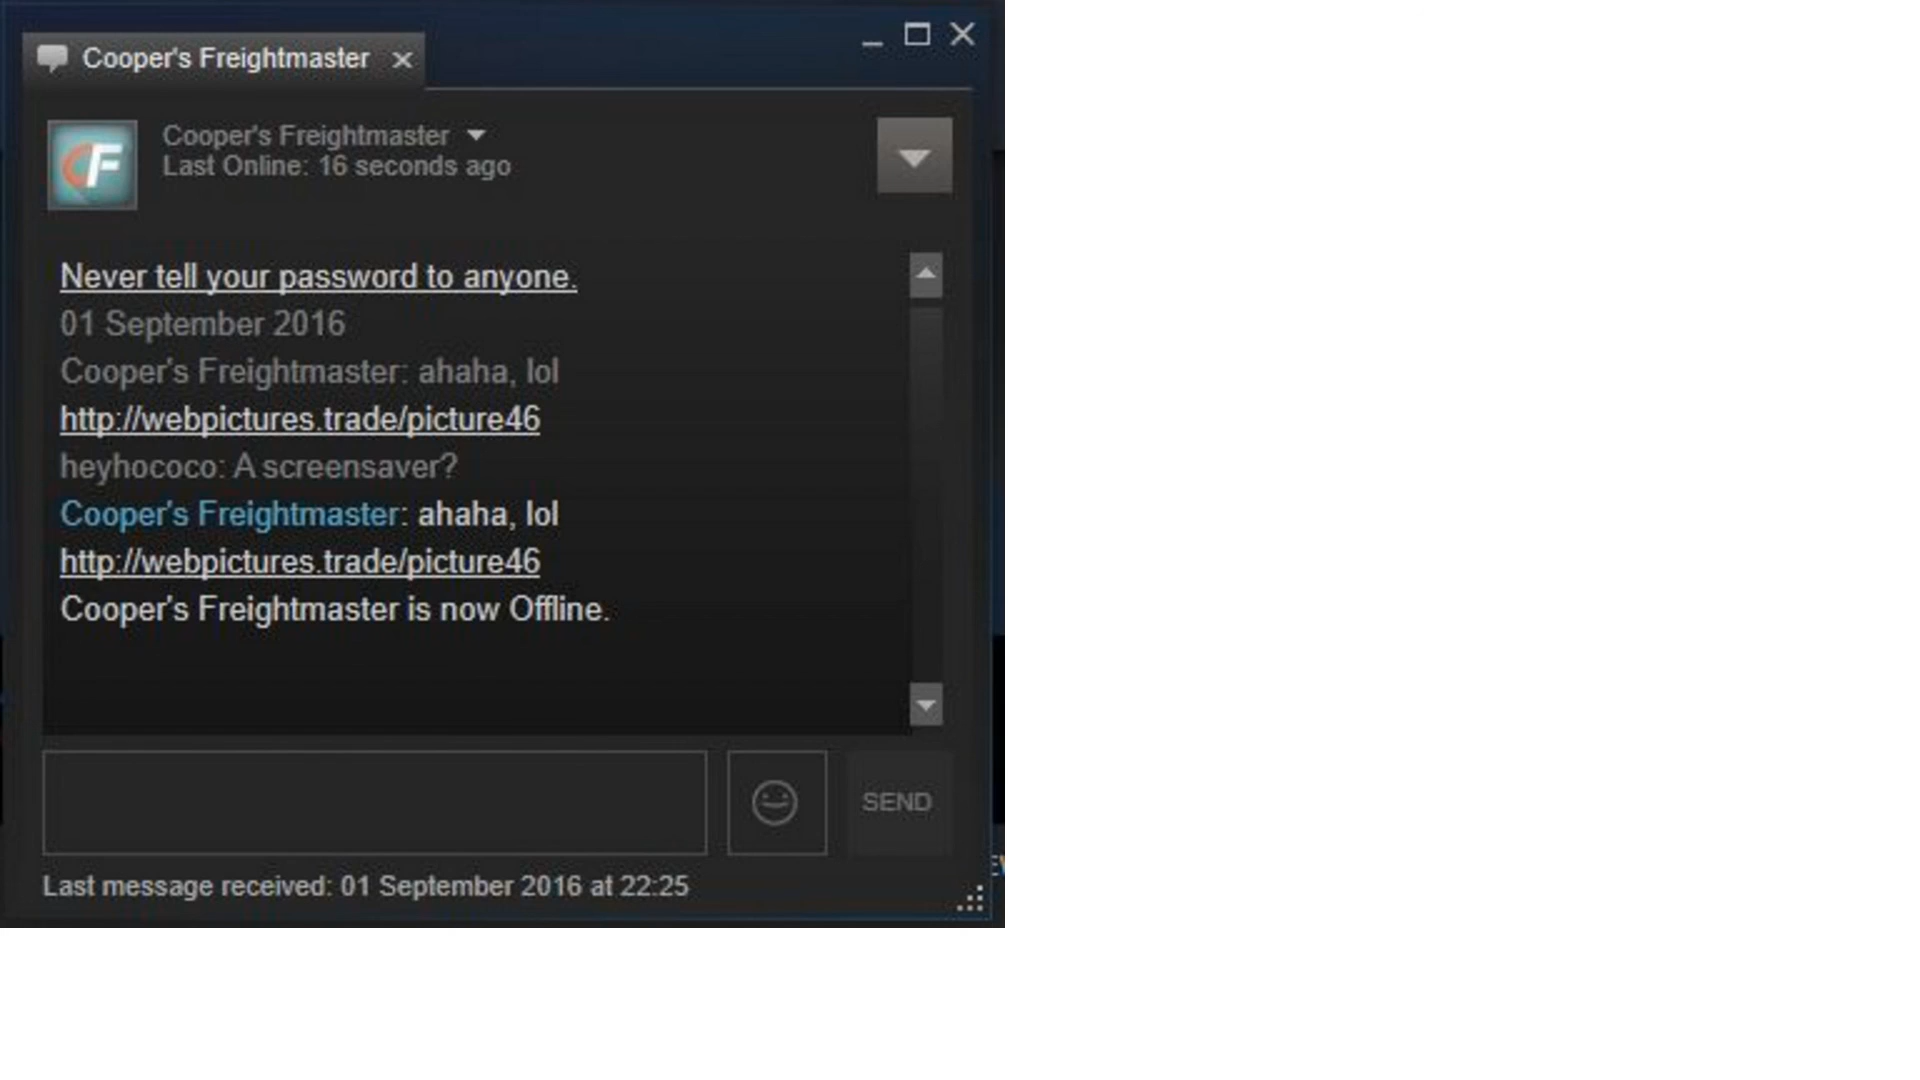 Cooper's Freightmaster
CF
Cooper's Freightmaster
Last Online: 16 seconds ago
Never tell your password to anyone.
01 September 2016
Cooper's Freightmaster: ahaha, lol
http://webpictures.trade/picture46
heyhococo: A screensaver?
Cooper's Freightmaster: ahaha, lol
http://webpictures.trade/picture46
Cooper's Freightmaster is now Offline.
SEND
Last message received: 01 September 2016 at 22:25